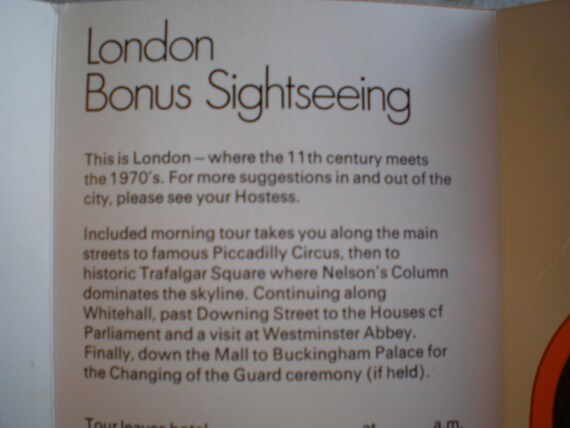 London
Bonus Sightseeing
This is London – where the 11th century meets
the 1970's. For more suggestions in and out of the
city, please see your Hostess.
Included morning tour takes you along the main
streets to famous Piccadilly Circus, then to
historic Trafalgar Square where Nelson's Column
dominates the skyline. Continuing along
Whitehall, past Downing Street to the Houses of
Parliament and a visit at Westminster Abbey.
Finally, down the Mall to Buckingham Palace for
the Changing of the Guard ceremony (if held).
Tour leaves hotel at a.m.